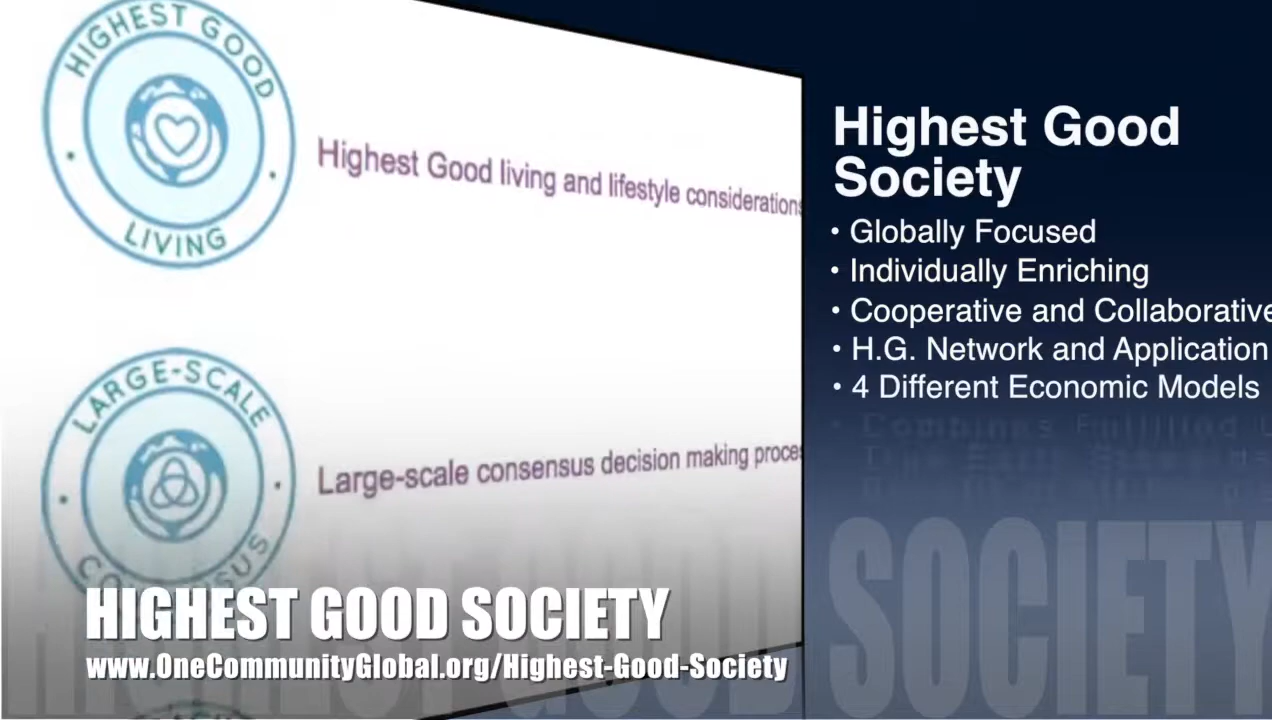 HIGHEST GOOD
LIVING
Highest Good living and lifestyle considerations
LARGE-SCALE
CONSENSUS
Large-scale consensus decision making
Highest Good
Society
• Globally Focused
• Individually Enriching
• Cooperative and Collaborative
• H.G. Network and Application
• 4 Different Economic Models
SOCIETY
HIGHEST GOOD SOCIETY
www.OneCommunityGlobal.org/Highest-Good-Society